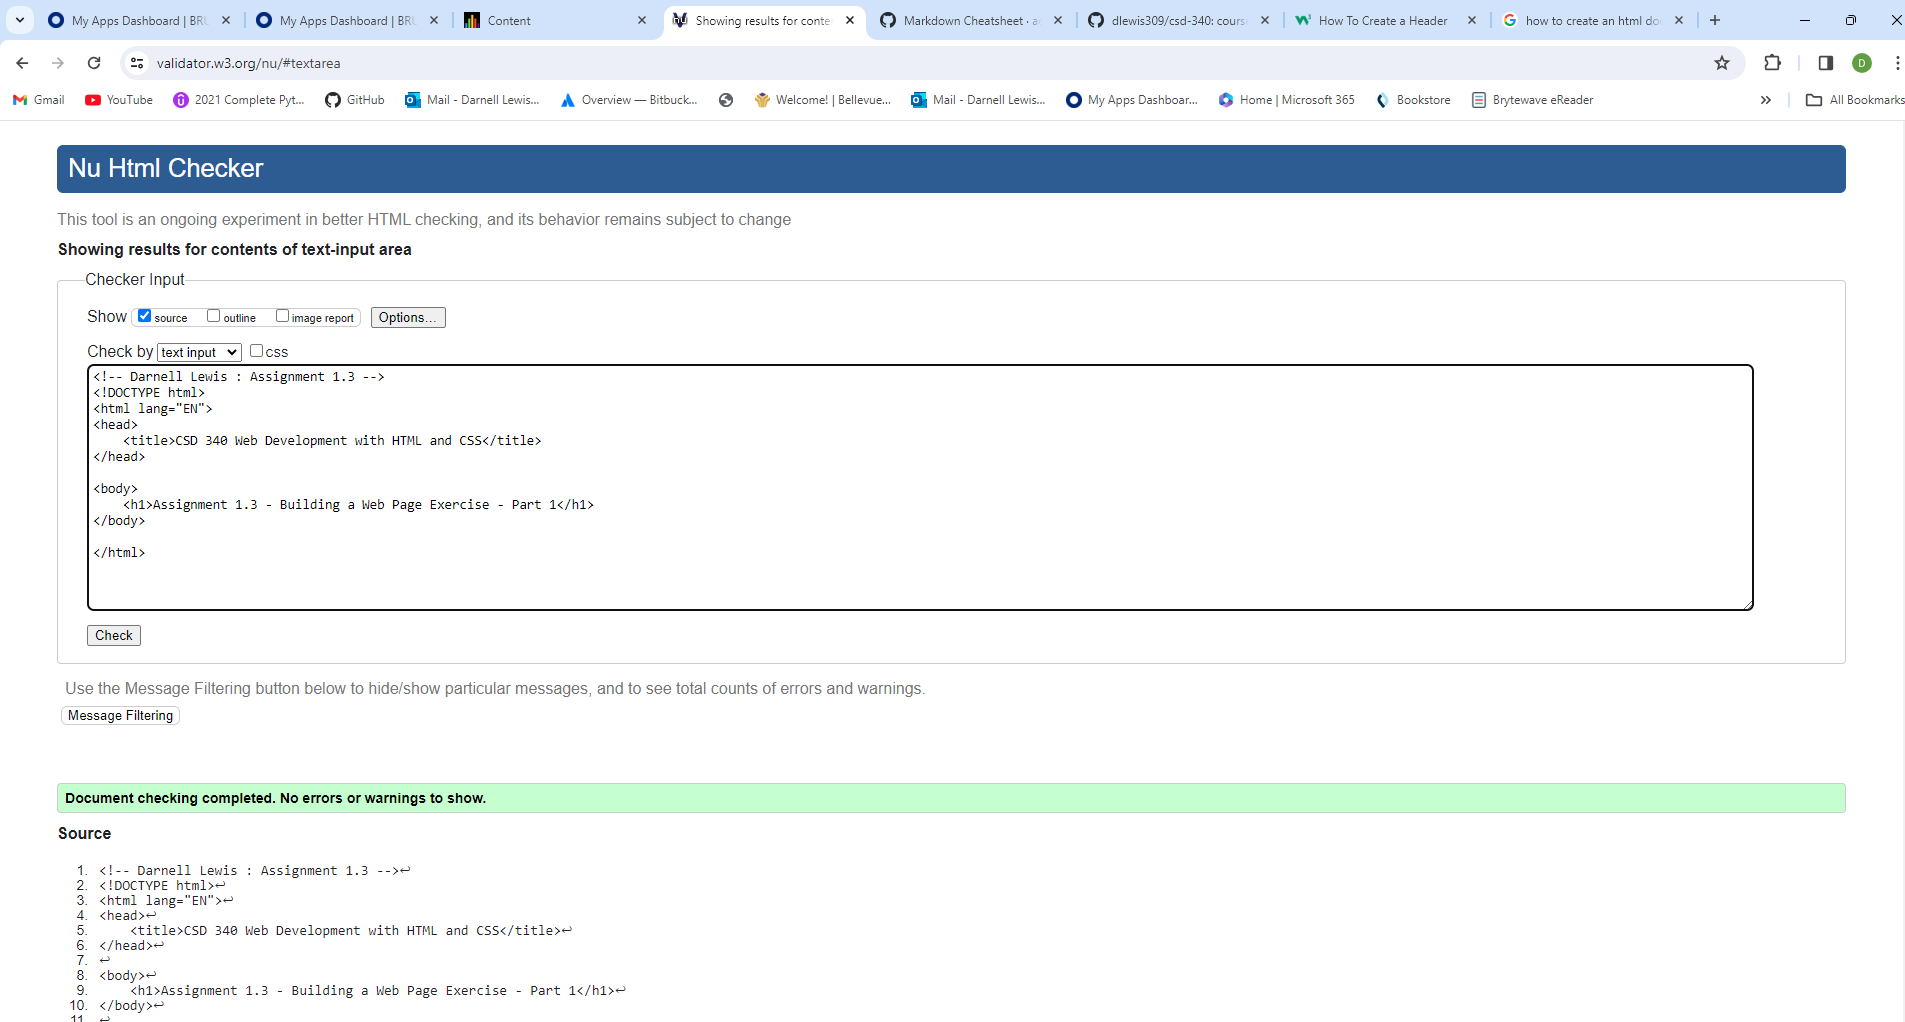 My Apps Dashboard | BRU
My Apps Dashboard | BRU
Content
Showing results for conte
Markdown Cheatsheet · a
dlewis309/csd-340: cours
How To Create a Header
how to create an html do
validator.w3.org/nu/#textarea
D
Gmail
YouTube
2021 Complete Pyt...
GitHub
Mail - Darnell Lewis...
Overview — Bitbuck...
Welcome! | Bellevue...
Mail - Darnell Lewis...
My Apps Dashboar...
Home | Microsoft 365
Bookstore
Brytewave eReader
All Bookmarks
Nu Html Checker
This tool is an ongoing experiment in better HTML checking, and its behavior remains subject to change
Showing results for contents of text-input area
Checker Input
Show source outline image report Options...
Check by text input css
<!-- Darnell Lewis : Assignment 1.3 -->
<!DOCTYPE html>
<html lang="EN">
<head>
<title>CSD 340 Web Development with HTML and CSS</title>
</head>
<body>
<h1>Assignment 1.3 - Building a Web Page Exercise - Part 1</h1>
</body>
</html>
Check
Use the Message Filtering button below to hide/show particular messages, and to see total counts of errors and warnings.
Message Filtering
Document checking completed. No errors or warnings to show.
Source
1. <!-- Darnell Lewis : Assignment 1.3 -->↩
2. <!DOCTYPE html>↩
3. <html lang="EN">↩
4. <head>↩
5. <title>CSD 340 Web Development with HTML and CSS</title>↩
6. </head>↩
7. ↩
8. <body>↩
9. <h1>Assignment 1.3 - Building a Web Page Exercise - Part 1</h1>↩
10. </body>↩
11. ↩